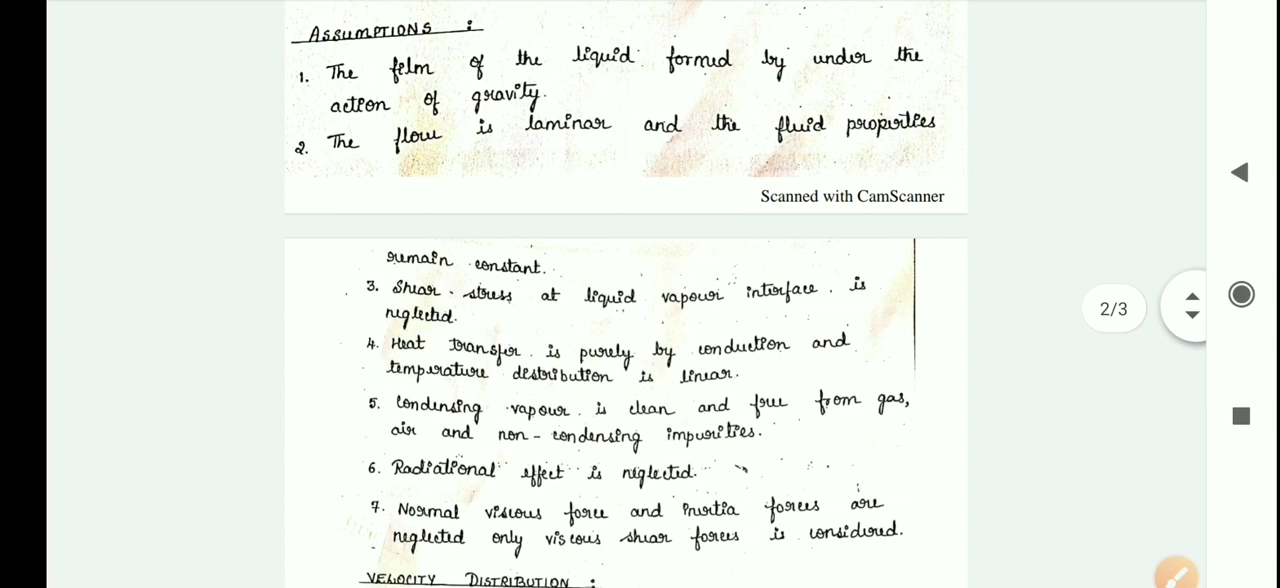 ASSUMPTIONS :
1. The film of the liquid formed by under the
action of gravity.
2. The flow is laminar and the fluid properties
Scanned with CamScanner
remain constant.
3. Shear stress at liquid vapour interface is
neglected.
4. Heat transfer is purely by conduction and
temperature distribution is linear.
5. Condensing vapour is clean and free from gas,
air and non-condensing impurities.
6. Radiational effect is neglected.
7. Normal viscous force and inertia forces are
neglected only viscous shear forces is considered.
VELOCITY DISTRIBUTION :
2/3